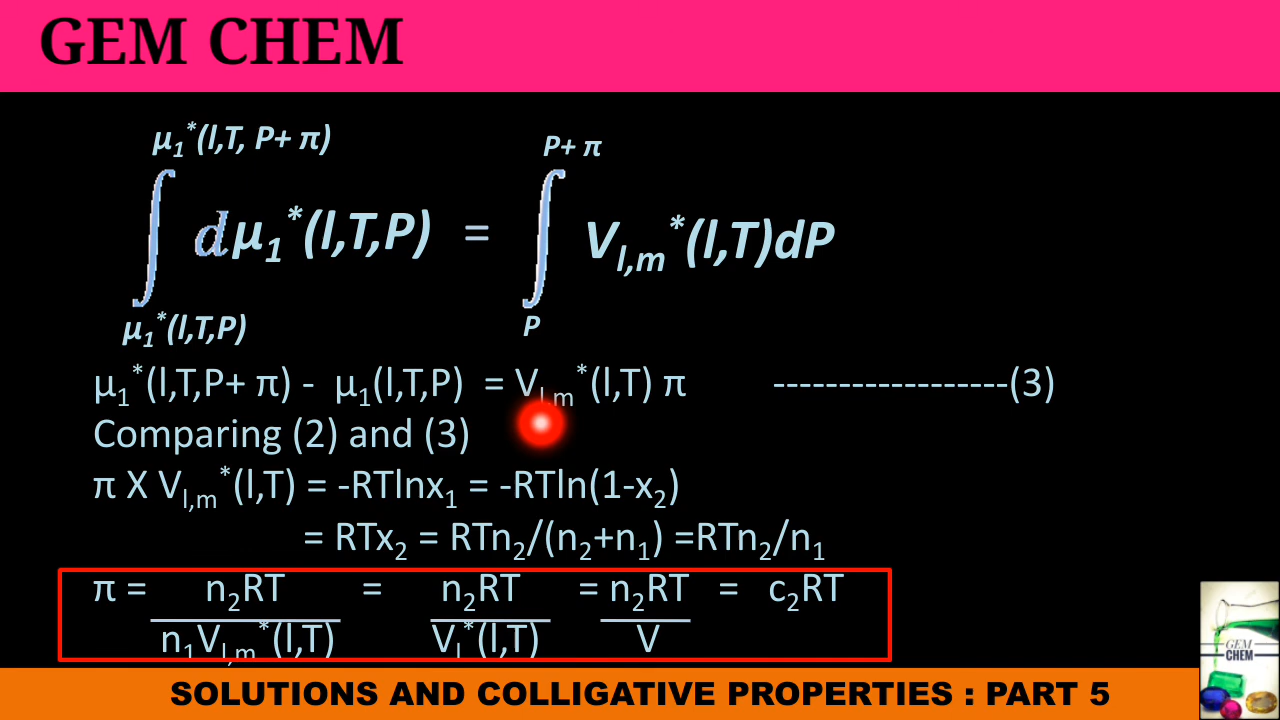 GEM CHEM
μ₁*(l,T, P+ π)
P+ π
∫ dμ₁*(l,T,P) = ∫ Vₗ,ₘ*(l,T)dP
μ₁*(l,T,P)
P
μ₁*(l,T,P+ π) - μ₁(l,T,P) = Vₗ,ₘ*(l,T) π ------------------(3)
Comparing (2) and (3)
π X Vₗ,ₘ*(l,T) = -RTlnx₁ = -RTln(1-x₂)
= RTx₂ = RTn₂/(n₂+n₁) =RTn₂/n₁
π = n₂RT = n₂RT = n₂RT = c₂RT
n₁Vₗ,ₘ*(l,T) Vₗ*(l,T) V
GEM
CHEM
SOLUTIONS AND COLLIGATIVE PROPERTIES : PART 5